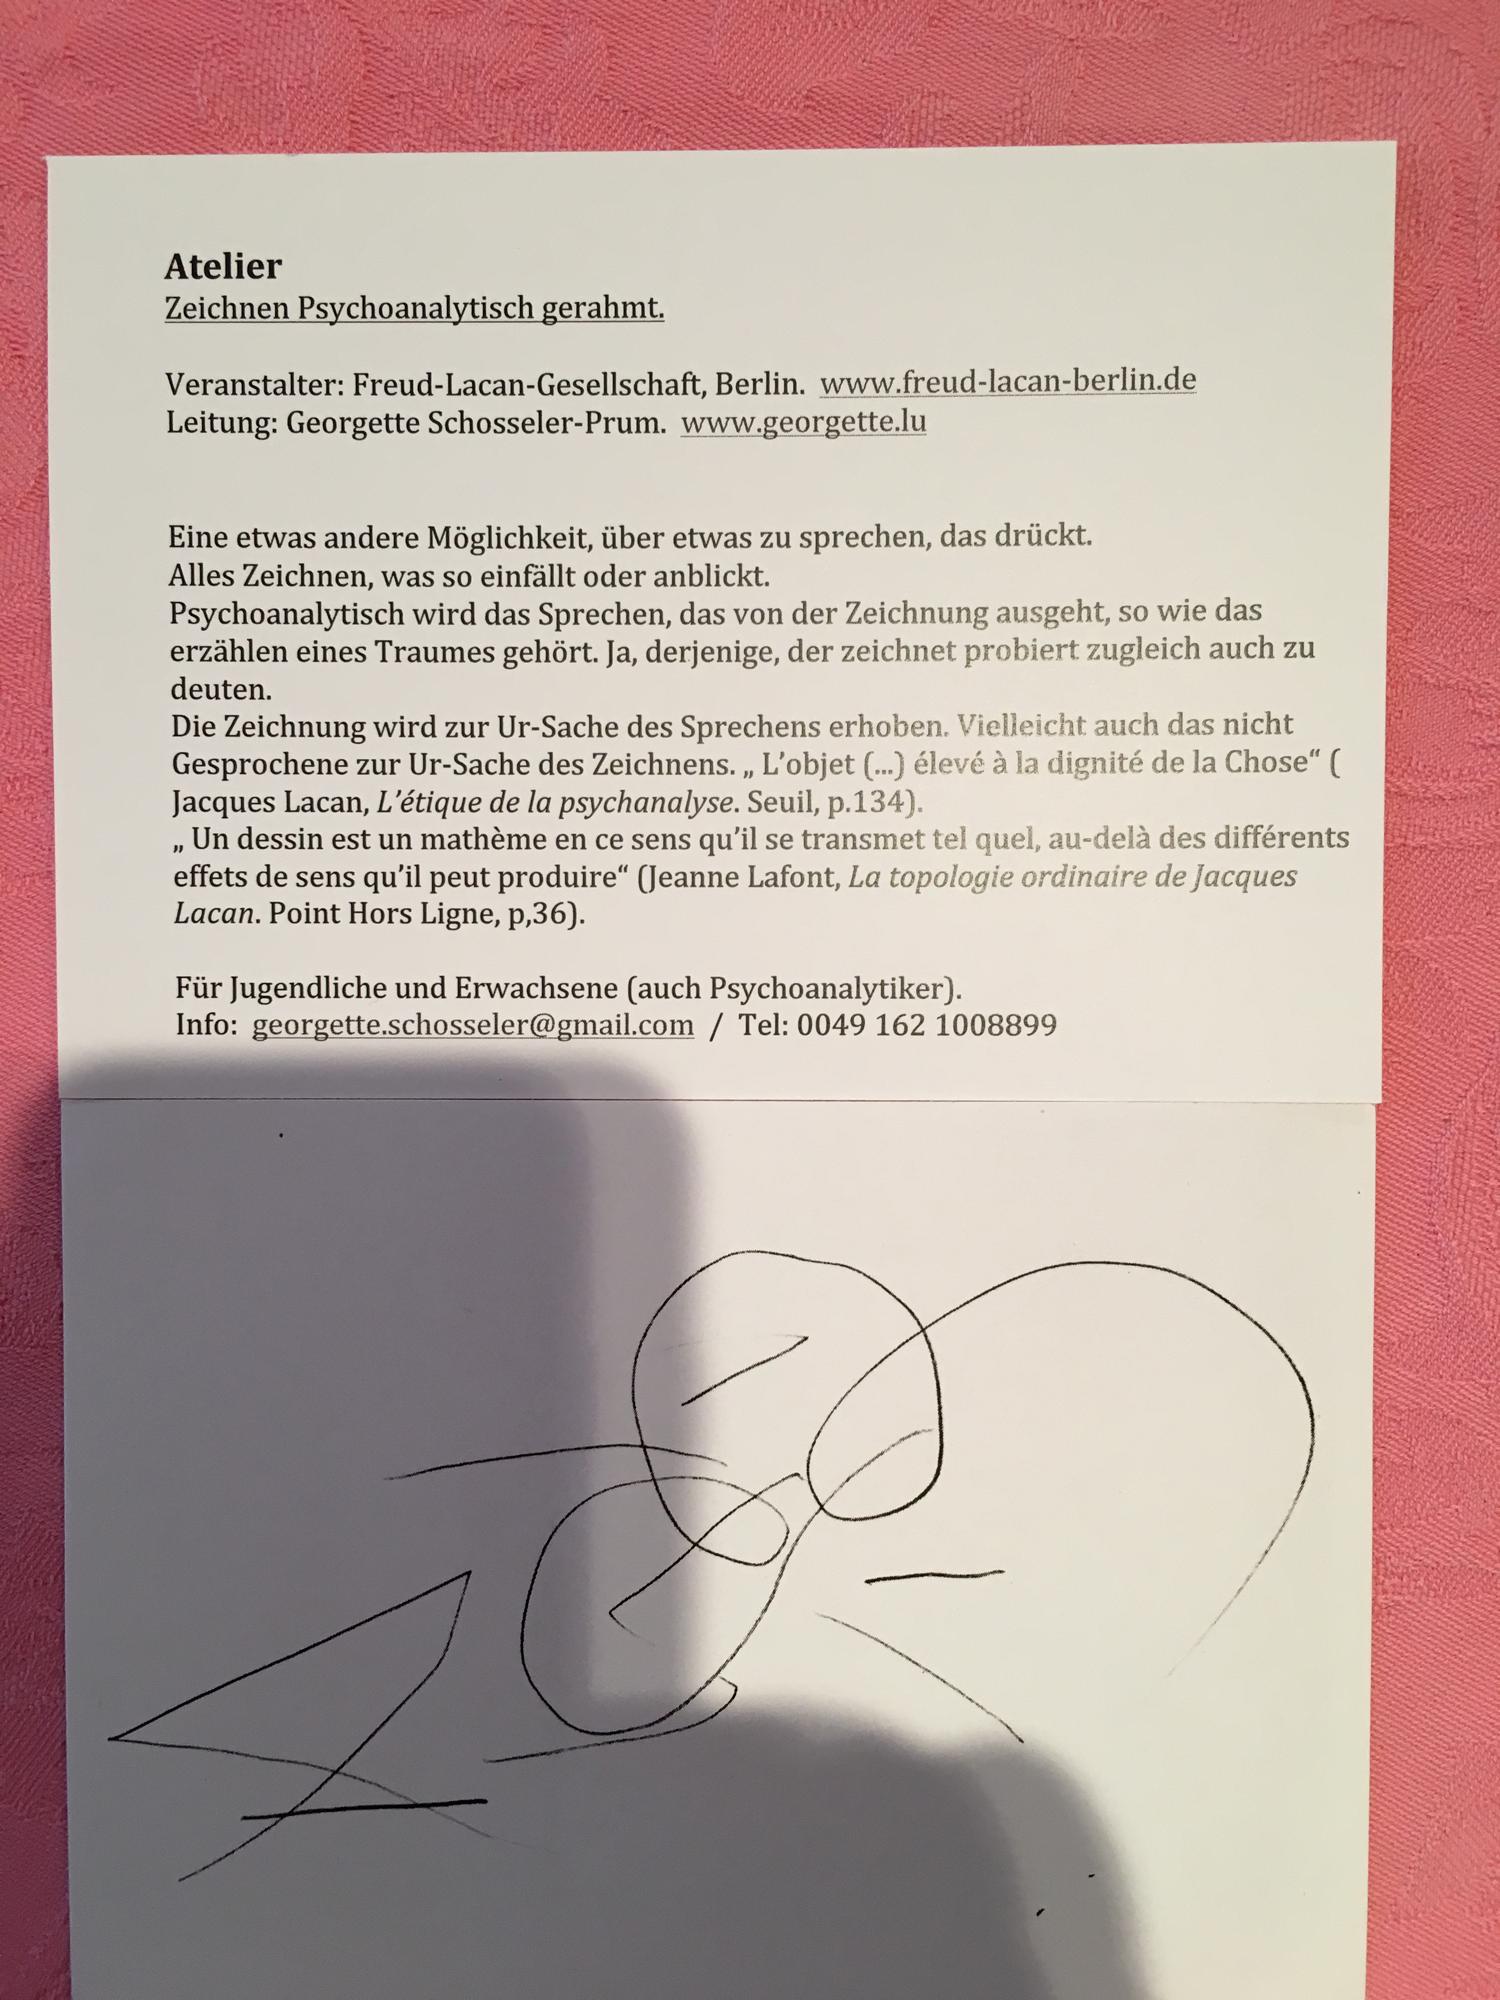 Atelier
Zeichnen Psychoanalytisch gerahmt.
Veranstalter: Freud-Lacan-Gesellschaft, Berlin. www.freud-lacan-berlin.de
Leitung: Georgette Schosseler-Prum. www.georgette.lu
Eine etwas andere Möglichkeit, über etwas zu sprechen, das drückt.
Alles Zeichnen, was so einfällt oder anblickt.
Psychoanalytisch wird das Sprechen, das von der Zeichnung ausgeht, so wie das
erzählen eines Traumes gehört. Ja, derjenige, der zeichnet probiert zugleich auch zu
deuten.
Die Zeichnung wird zur Ur-Sache des Sprechens erhoben. Vielleicht auch das nicht
Gesprochene zur Ur-Sache des Zeichnens. „ L’objet (...) élevé à la dignité de la Chose“ (
Jacques Lacan, L’étique de la psychanalyse. Seuil, p.134).
„ Un dessin est un mathème en ce sens qu’il se transmet tel quel, au-delà des différents
effets de sens qu’il peut produire“ (Jeanne Lafont, La topologie ordinaire de Jacques
Lacan. Point Hors Ligne, p,36).
Für Jugendliche und Erwachsene (auch Psychoanalytiker).
Info: georgette.schosseler@gmail.com / Tel: 0049 162 1008899